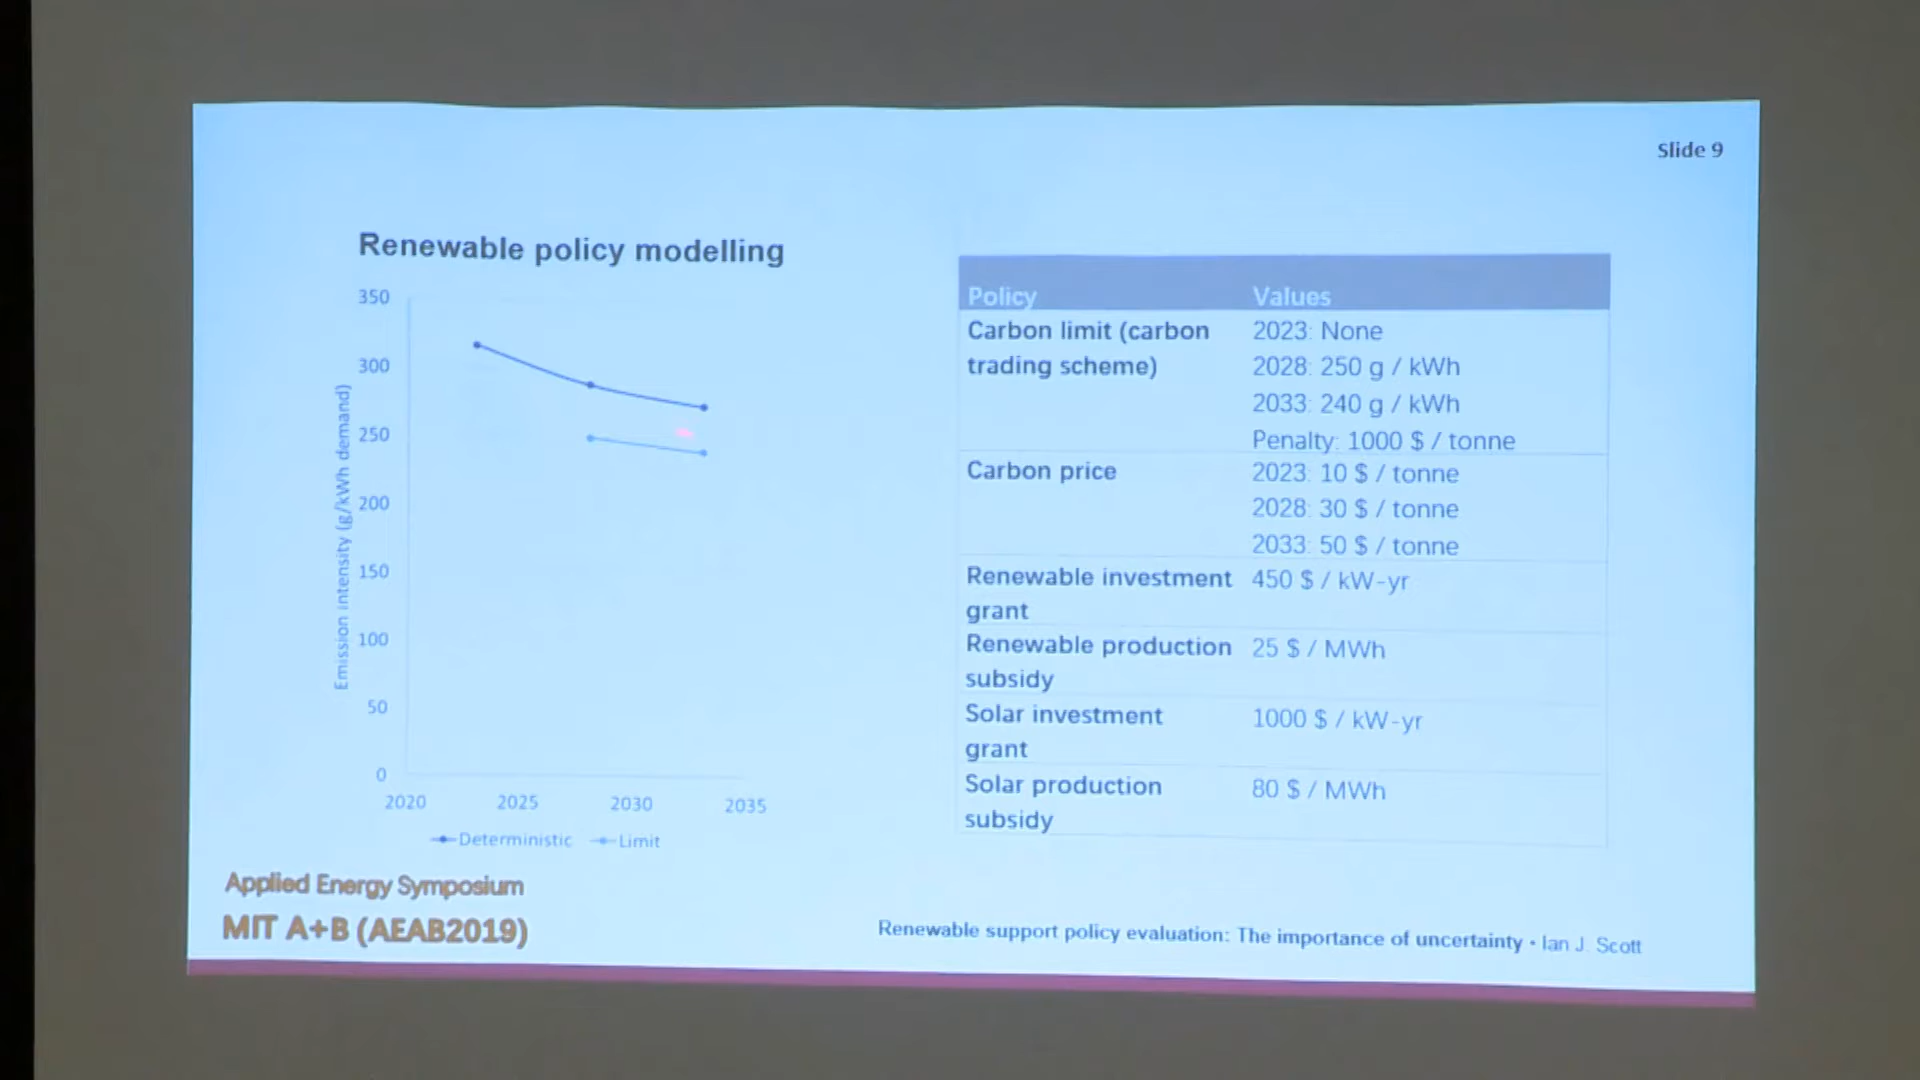 Slide 9
Renewable policy modelling
350
300
250
200
150
100
50
0
Emission intensity (g/kWh demand)
2020 2025 2030 2035
Deterministic Limit
Policy Values
Carbon limit (carbon trading scheme)
2023: None
2028: 250 g / kWh
2033: 240 g / kWh
Penalty: 1000 $ / tonne
Carbon price
2023: 10 $ / tonne
2028: 30 $ / tonne
2033: 50 $ / tonne
Renewable investment 450 $ / kW-yr
grant
Renewable production 25 $ / MWh
subsidy
Solar investment 1000 $ / kW-yr
grant
Solar production 80 $ / MWh
subsidy
Applied Energy Symposium
MIT A+B (AEAB2019)
Renewable support policy evaluation: The importance of uncertainty • Ian J. Scott